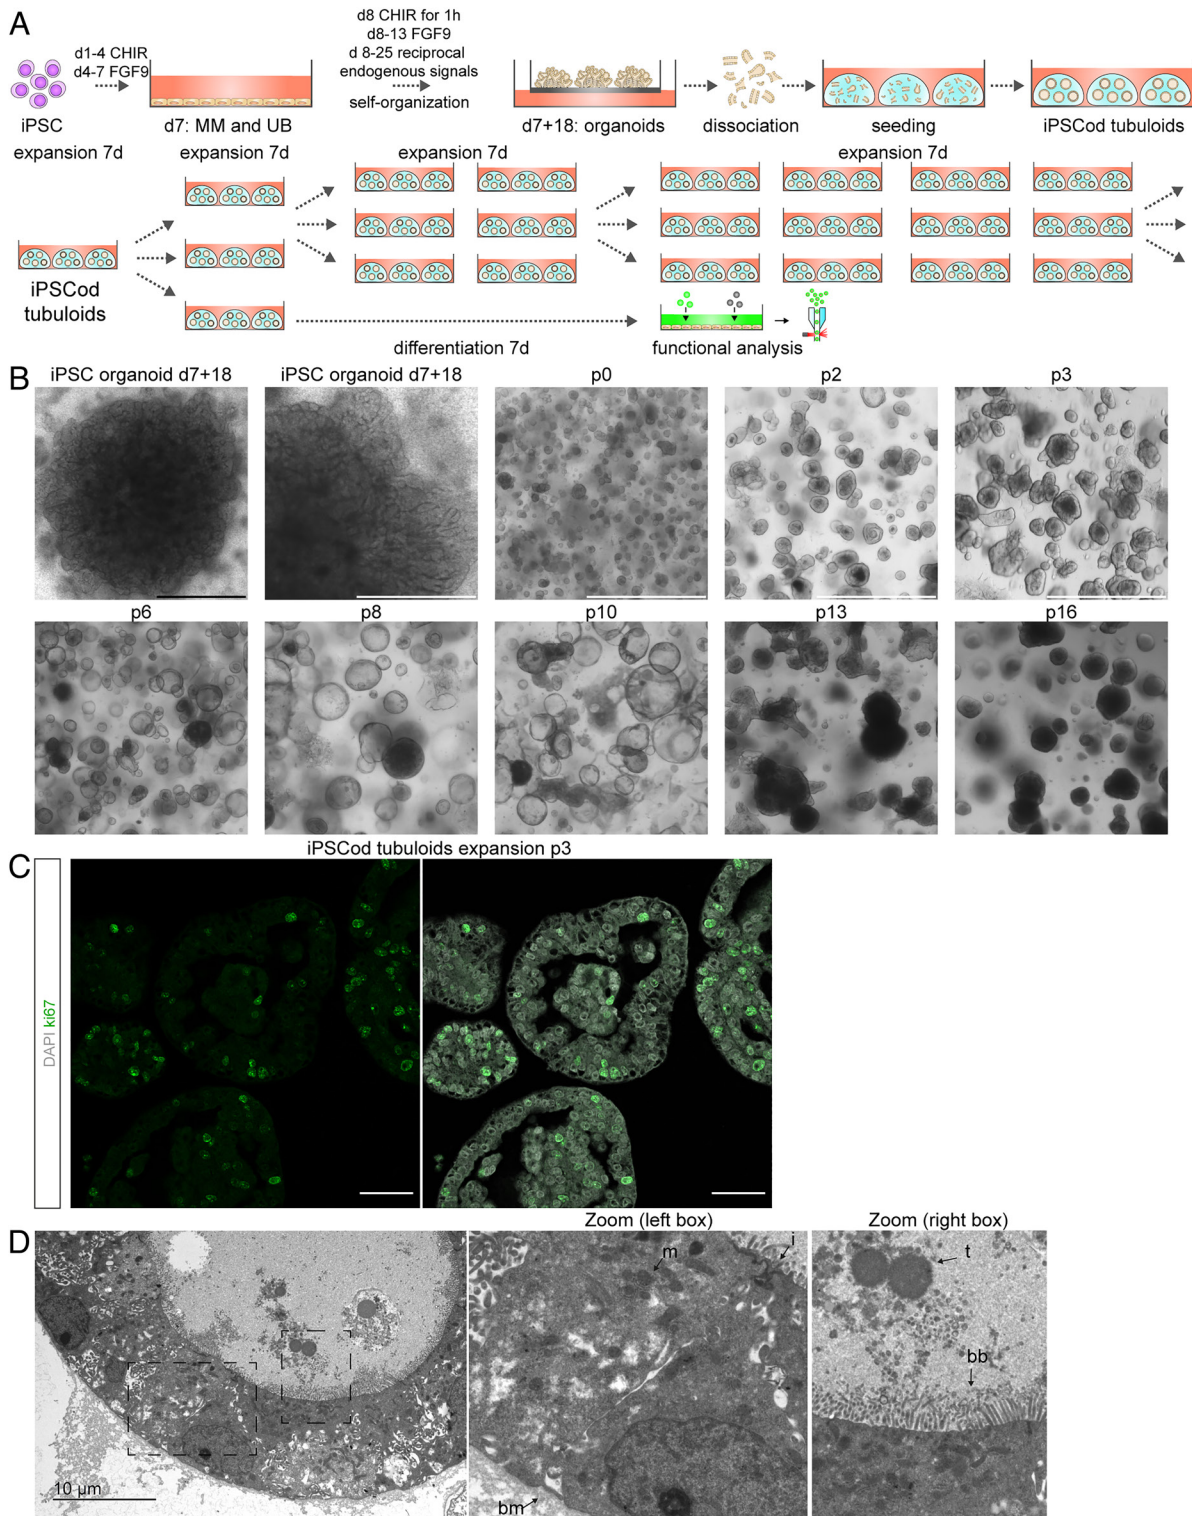 A
d1-4 CHIR
d4-7 FGF9
d8 CHIR for 1h
d8-13 FGF9
d 8-25 reciprocal
endogenous signals
self-organization
iPSC
d7: MM and UB
d7+18: organoids
dissociation
seeding
iPSCod tubuloids
expansion 7d
expansion 7d
expansion 7d
expansion 7d
iPSCod
tubuloids
differentiation 7d
functional analysis
B
iPSC organoid d7+18
iPSC organoid d7+18
p0
p2
p3
p6
p8
p10
p13
p16
C
iPSCod tubuloids expansion p3
DAPI ki67
D
Zoom (left box)
Zoom (right box)
m
i
t
bb
bm
10 µm